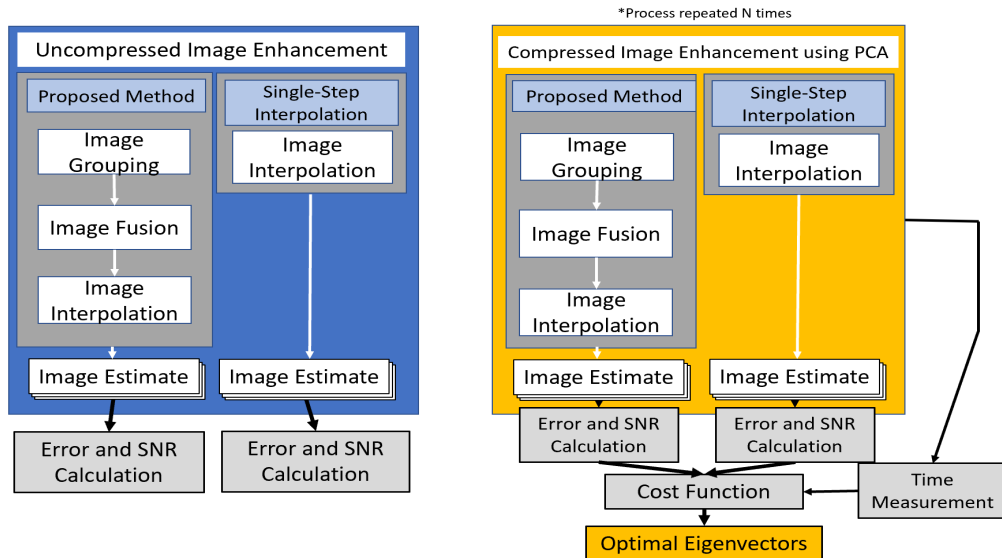 *Process repeated N times
Uncompressed Image Enhancement
Proposed Method
Image
Grouping
Image Fusion
Image
Interpolation
Image Estimate
Error and SNR
Calculation
Single-Step
Interpolation
Image
Interpolation
Image Estimate
Error and SNR
Calculation
Compressed Image Enhancement using PCA
Proposed Method
Image
Grouping
Image Fusion
Image
Interpolation
Image Estimate
Error and SNR
Calculation
Single-Step
Interpolation
Image
Interpolation
Image Estimate
Error and SNR
Calculation
Time
Measurement
Cost Function
Optimal Eigenvectors